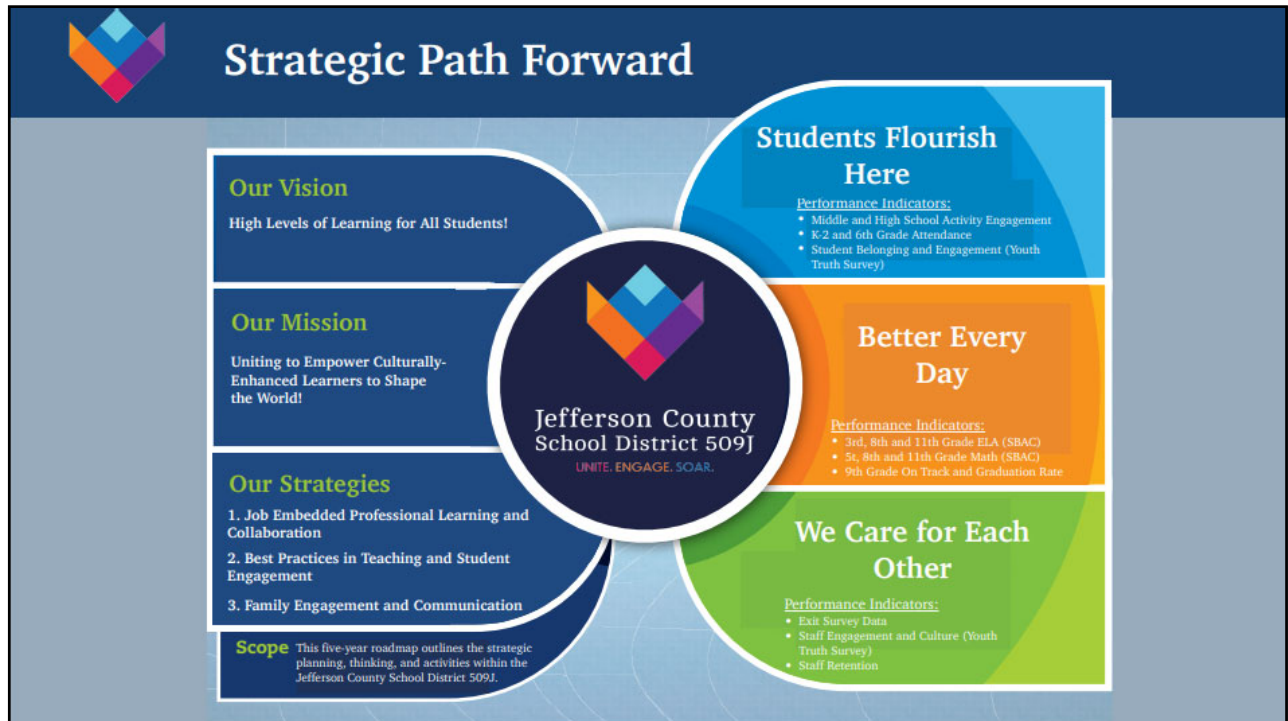 Strategic Path Forward
Our Vision
High Levels of Learning for All Students!
Our Mission
Uniting to Empower Culturally-
Enhanced Learners to Shape
the World!
Our Strategies
1. Job Embedded Professional Learning and
Collaboration
2. Best Practices in Teaching and Student
Engagement
3. Family Engagement and Communication
Scope
This five-year roadmap outlines the strategic
planning, thinking, and activities within the
Jefferson County School District 509J.
Jefferson County
School District 509J
UNITE. ENGAGE. SOAR.
Students Flourish
Here
Performance Indicators:
• Middle and High School Activity Engagement
• K-2 and 6th Grade Attendance
• Student Belonging and Engagement (Youth
Truth Survey)
Better Every
Day
Performance Indicators:
• 3rd, 8th and 11th Grade ELA (SBAC)
• 5t, 8th and 11th Grade Math (SBAC)
• 9th Grade On Track and Graduation Rate
We Care for Each
Other
Performance Indicators:
• Exit Survey Data
• Staff Engagement and Culture (Youth
Truth Survey)
• Staff Retention